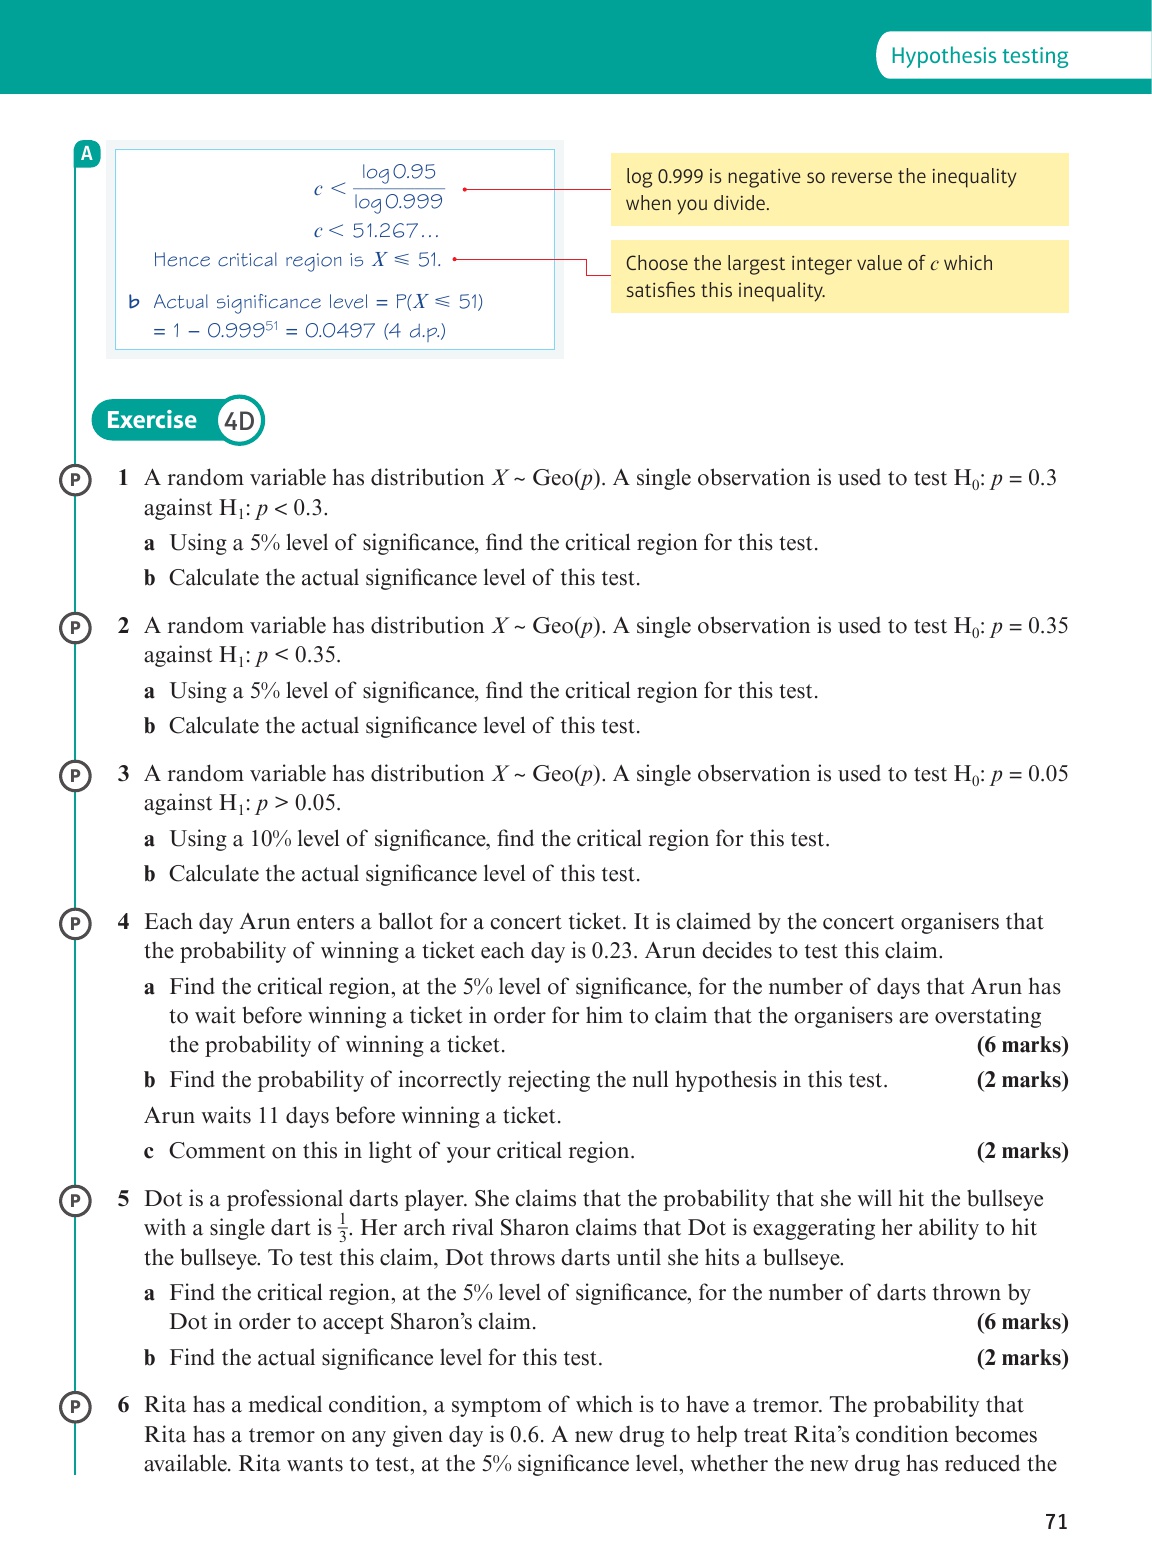 Hypothesis testing
A
c < log 0.95 / log 0.999
log 0.999 is negative so reverse the inequality
when you divide.
c < 51.267…
Hence critical region is X ⩽ 51.
Choose the largest integer value of c which
satisfies this inequality.
b Actual significance level = P(X ⩽ 51)
= 1 − 0.999⁵¹ = 0.0497 (4 d.p.)
Exercise 4D
P 1 A random variable has distribution X ~ Geo(p). A single observation is used to test H₀: p = 0.3
against H₁: p < 0.3.
a Using a 5% level of significance, find the critical region for this test.
b Calculate the actual significance level of this test.
P 2 A random variable has distribution X ~ Geo(p). A single observation is used to test H₀: p = 0.35
against H₁: p < 0.35.
a Using a 5% level of significance, find the critical region for this test.
b Calculate the actual significance level of this test.
P 3 A random variable has distribution X ~ Geo(p). A single observation is used to test H₀: p = 0.05
against H₁: p > 0.05.
a Using a 10% level of significance, find the critical region for this test.
b Calculate the actual significance level of this test.
P 4 Each day Arun enters a ballot for a concert ticket. It is claimed by the concert organisers that
the probability of winning a ticket each day is 0.23. Arun decides to test this claim.
a Find the critical region, at the 5% level of significance, for the number of days that Arun has
to wait before winning a ticket in order for him to claim that the organisers are overstating
the probability of winning a ticket. (6 marks)
b Find the probability of incorrectly rejecting the null hypothesis in this test. (2 marks)
Arun waits 11 days before winning a ticket.
c Comment on this in light of your critical region. (2 marks)
P 5 Dot is a professional darts player. She claims that the probability that she will hit the bullseye
with a single dart is 1/3. Her arch rival Sharon claims that Dot is exaggerating her ability to hit
the bullseye. To test this claim, Dot throws darts until she hits a bullseye.
a Find the critical region, at the 5% level of significance, for the number of darts thrown by
Dot in order to accept Sharon's claim. (6 marks)
b Find the actual significance level for this test. (2 marks)
P 6 Rita has a medical condition, a symptom of which is to have a tremor. The probability that
Rita has a tremor on any given day is 0.6. A new drug to help treat Rita's condition becomes
available. Rita wants to test, at the 5% significance level, whether the new drug has reduced the
71